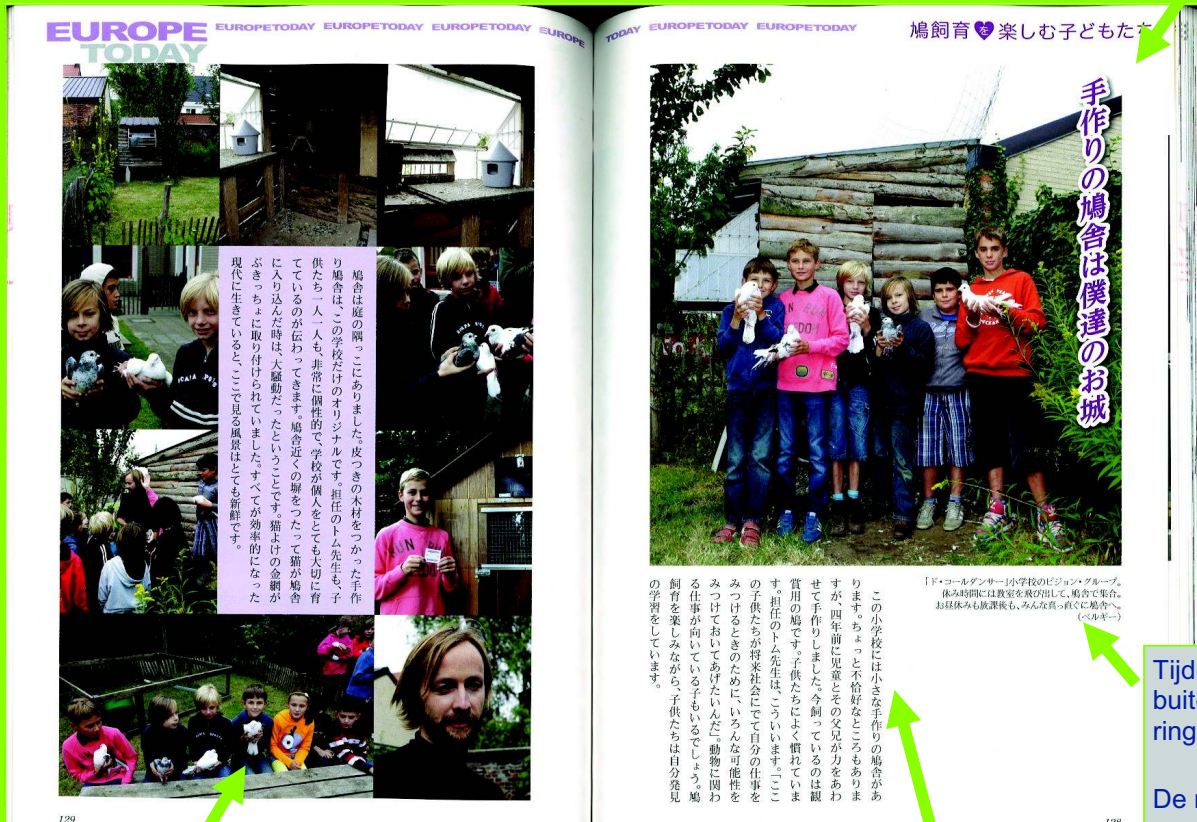 TODAY EUROPETODAY EUROPETODAY
鳩飼育を楽しむ子どもたち
手作りの鳩舎は僕達のお城
「ド・コールダンサー」小学校のピジョン・グループ。
休み時間には教室を飛び出して、鳩舎で集合。
お昼休みも放課後も、みんな真っ直ぐに鳩舎へ。
(ベルギー)
この小学校には小さな手作りの鳩舎があ
ります。ちょっと不恰好なところもありま
すが、四年前に児童とその父兄が力をあわ
せて手作りしました。今飼っているのは観
賞用の鳩です。子供たちによく慣れていま
す。担任のトム先生は、こういいます。「ここ
の子供たちが将来社会にでて自分の仕事を
みつけるときのために、いろんな可能性を
みつけておいてあげたいんだ」。動物に関わ
る仕事が向いている子もいるでしょう。鳩
飼育を楽しみながら、子供たちは自分発見
の学習をしています。
128
EUROPE TODAY
EUROPETODAY EUROPETODAY EUROPETODAY EUROPE
鳩舎は庭の隅っこにありました。皮つきの木材をつかった手作
り鳩舎は、この学校だけのオリジナルです。担任のトム先生も、子
供たち一人一人も、非常に個性的で、学校が個人をとても大切に育
てているのが伝わってきます。鳩舎近くの塀をつたって猫が鳩舎
に入り込んだ時は、大騒動だったということです。猫よけの金網が
ぶきっちょに取り付けられていました。すべてが効率的になった
現代に生きていると、ここで見る風景はとても新鮮です。
129
Tijd
buite
ring
De